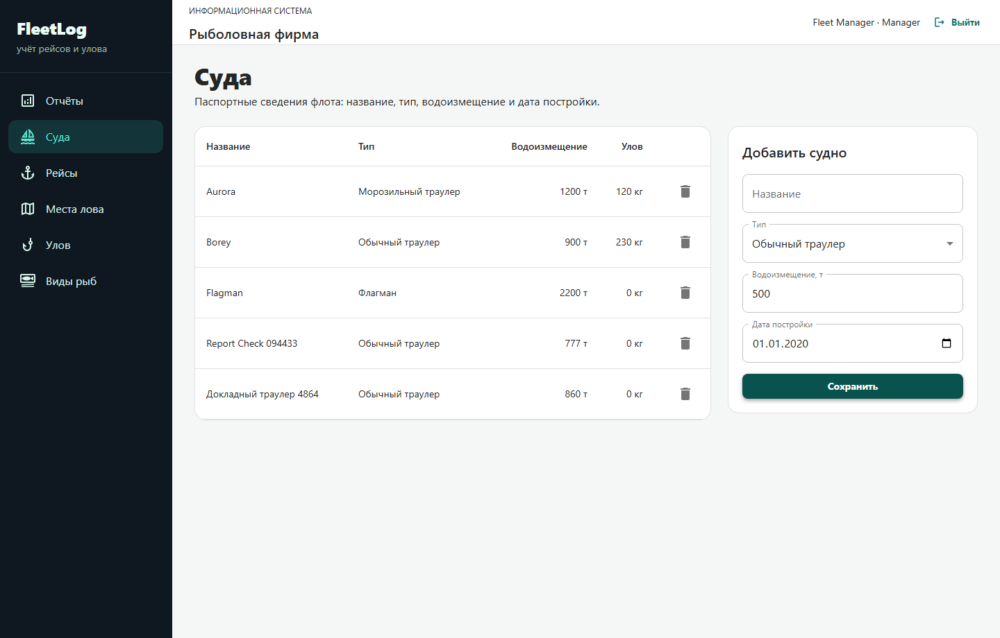 FleetLog
учёт рейсов и улова
Отчёты
Суда
Рейсы
Места лова
Улов
Виды рыб
ИНФОРМАЦИОННАЯ СИСТЕМА
Рыболовная фирма
Fleet Manager · Manager
Выйти
Суда
Паспортные сведения флота: название, тип, водоизмещение и дата постройки.
Название Тип Водоизмещение Улов
Aurora Морозильный траулер 1200 т 120 кг
Borey Обычный траулер 900 т 230 кг
Flagman Флагман 2200 т 0 кг
Report Check 094433 Обычный траулер 777 т 0 кг
Докладный траулер 4864 Обычный траулер 860 т 0 кг
Добавить судно
Название
Тип
Обычный траулер
Водоизмещение, т
500
Дата постройки
01.01.2020
Сохранить